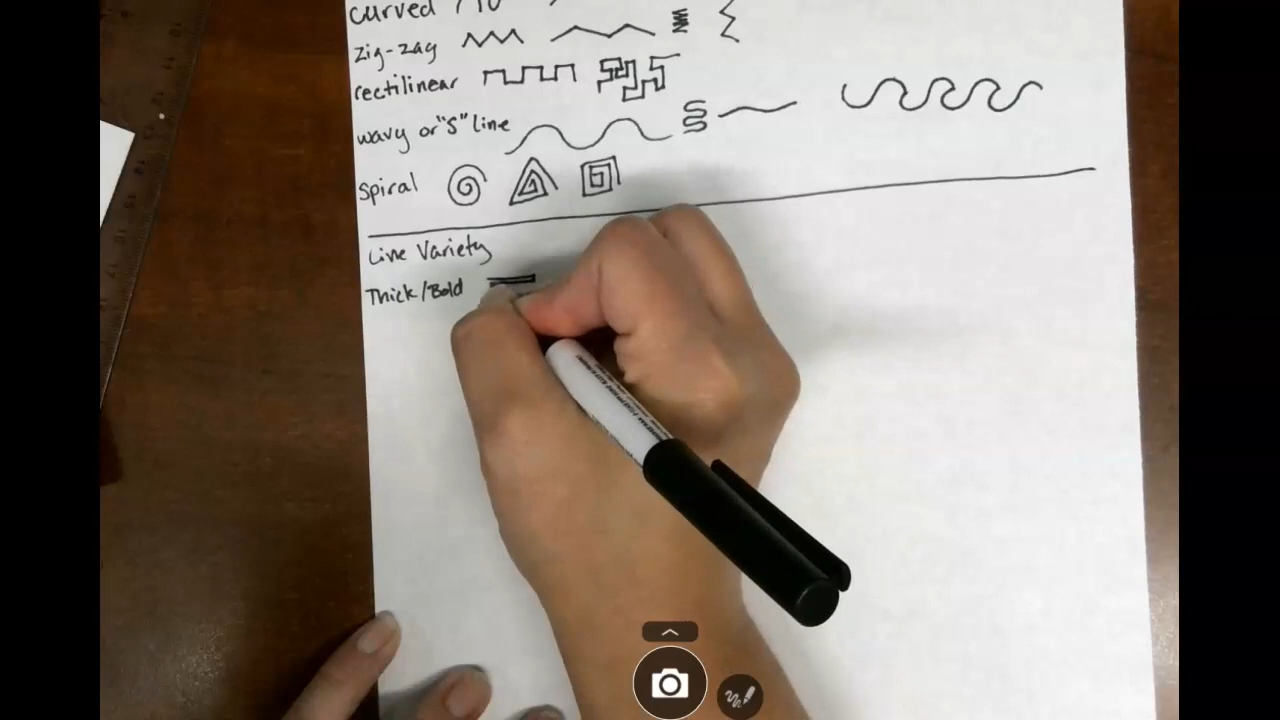 curved
zig-zag
rectilinear
wavy or "S" line
spiral
Line Variety
Thick/Bold